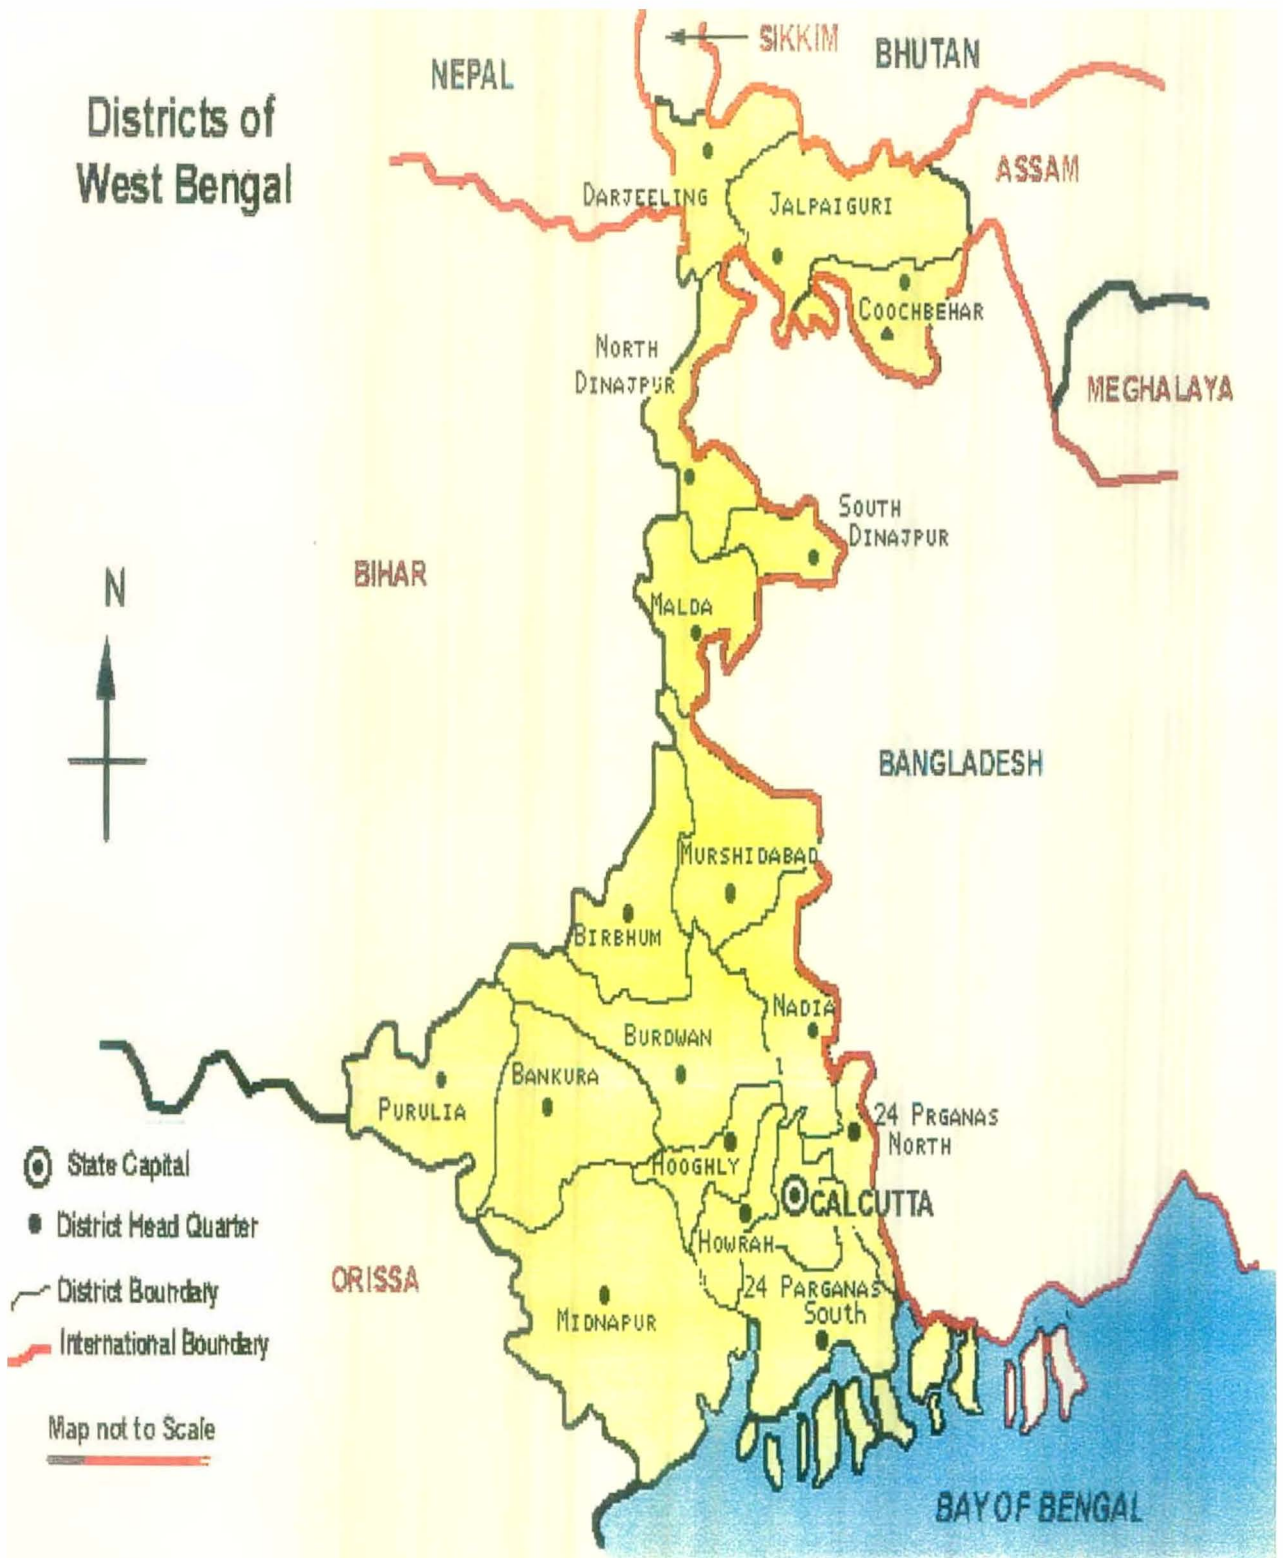 SIKKIM
BHUTAN
NEPAL
Districts of
West Bengal
ASSAM
DARJEELING
JALPAIGURI
COOCHBEHAR
NORTH
DINAJPUR
MEGHALAYA
SOUTH
DINAJPUR
BIHAR
N
MALDA
BANGLADESH
MURSHIDABAD
BIRBHUM
NADIA
BURDWAN
BANKURA
PURULIA
24 PRGANAS
NORTH
HOOGHLY
State Capital
CALCUTTA
District Head Quarter
HOWRAH
ORISSA
District Boundary
24 PARGANAS
South
MIDNAPUR
International Boundary
Map not to Scale
BAY OF BENGAL